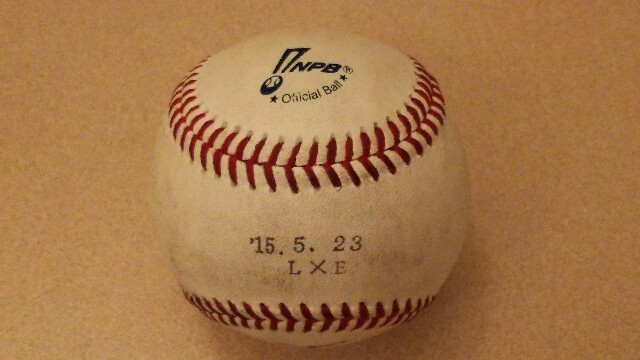 NPB®
★ Official Ball ★
'15. 5. 23
L×E